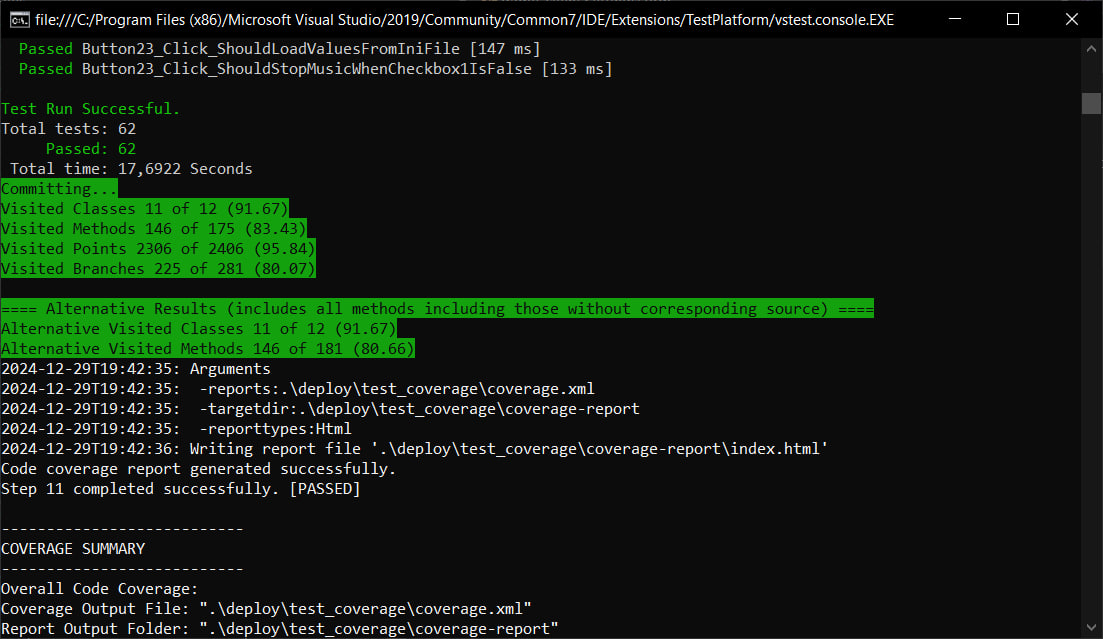 file:///C:/Program Files (x86)/Microsoft Visual Studio/2019/Community/Common7/IDE/Extensions/TestPlatform/vstest.console.EXE
Passed Button23_Click_ShouldLoadValuesFromIniFile [147 ms]
Passed Button23_Click_ShouldStopMusicWhenCheckbox1IsFalse [133 ms]
Test Run Successful.
Total tests: 62
Passed: 62
Total time: 17,6922 Seconds
Committing...
Visited Classes 11 of 12 (91.67)
Visited Methods 146 of 175 (83.43)
Visited Points 2306 of 2406 (95.84)
Visited Branches 225 of 281 (80.07)
==== Alternative Results (includes all methods including those without corresponding source) ====
Alternative Visited Classes 11 of 12 (91.67)
Alternative Visited Methods 146 of 181 (80.66)
2024-12-29T19:42:35: Arguments
2024-12-29T19:42:35:  -reports:.\deploy\test_coverage\coverage.xml
2024-12-29T19:42:35:  -targetdir:.\deploy\test_coverage\coverage-report
2024-12-29T19:42:35:  -reporttypes:Html
2024-12-29T19:42:36: Writing report file '.\deploy\test_coverage\coverage-report\index.html'
Code coverage report generated successfully.
Step 11 completed successfully. [PASSED]
---------------------------
COVERAGE SUMMARY
---------------------------
Overall Code Coverage:
Coverage Output File: ".\deploy\test_coverage\coverage.xml"
Report Output Folder: ".\deploy\test_coverage\coverage-report"